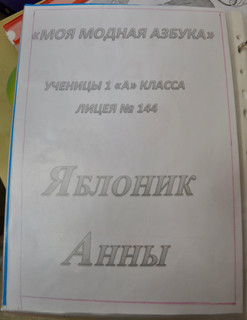 «МОЯ МОДНАЯ АЗБУКА»
УЧЕНИЦЫ 1 «А» КЛАССА
ЛИЦЕЯ № 144
Яблоник
Анны